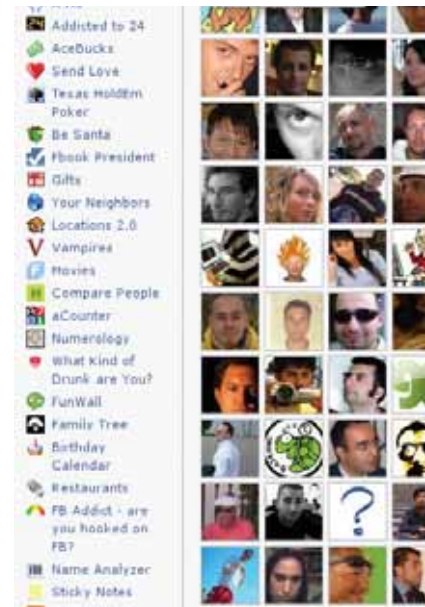 Addicted to 24
AceBucks
Send Love
Texas HoldEm
Poker
Be Santa
Fbook President
Gifts
Your Neighbors
Locations 2.0
Vampires
Movies
Compare People
aCounter
Numerology
What Kind of
Drunk are You?
FunWall
Family Tree
Birthday
Calendar
Restaurants
FB Addict - are
you hooked on
FB?
Name Analyzer
Sticky Notes
?